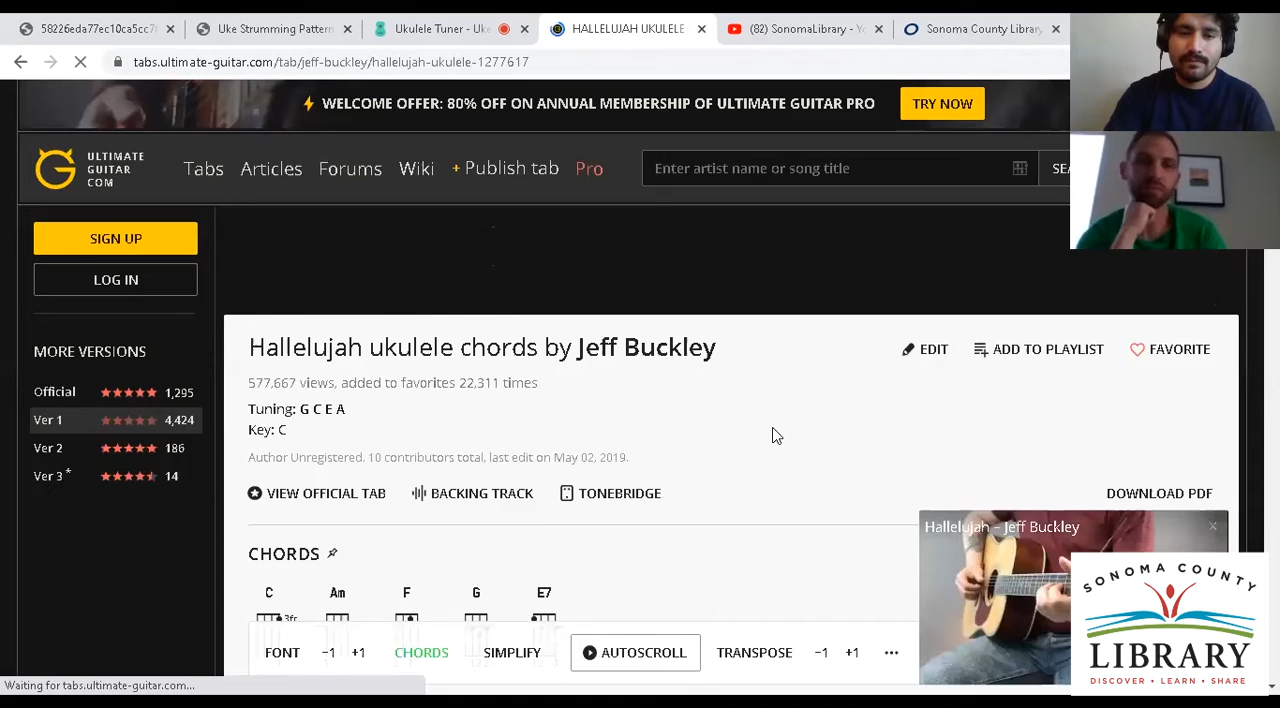 58226eda77ec10ca5cc7
Uke Strumming Pattern
Ukulele Tuner - Uke
HALLELUJAH UKULELE
(82) SonomaLibrary - Y
Sonoma County Library
tabs.ultimate-guitar.com/tab/jeff-buckley/hallelujah-ukulele-1277617
WELCOME OFFER: 80% OFF ON ANNUAL MEMBERSHIP OF ULTIMATE GUITAR PRO
TRY NOW
ULTIMATE
GUITAR
COM
Tabs
Articles
Forums
Wiki
+ Publish tab
Pro
Enter artist name or song title
SEA
SIGN UP
LOG IN
MORE VERSIONS
Official 1,295
Ver 1 4,424
Ver 2 186
Ver 3* 14
Hallelujah ukulele chords by Jeff Buckley
EDIT
ADD TO PLAYLIST
FAVORITE
577,667 views, added to favorites 22,311 times
Tuning: G C E A
Key: C
Author Unregistered. 10 contributors total, last edit on May 02, 2019.
VIEW OFFICIAL TAB
BACKING TRACK
TONEBRIDGE
DOWNLOAD PDF
CHORDS
C Am F G E7
3fr
Hallelujah - Jeff Buckley
FONT -1 +1
CHORDS
SIMPLIFY
AUTOSCROLL
TRANSPOSE -1 +1
Waiting for tabs.ultimate-guitar.com...
SONOMA COUNTY
LIBRARY
DISCOVER • LEARN • SHARE